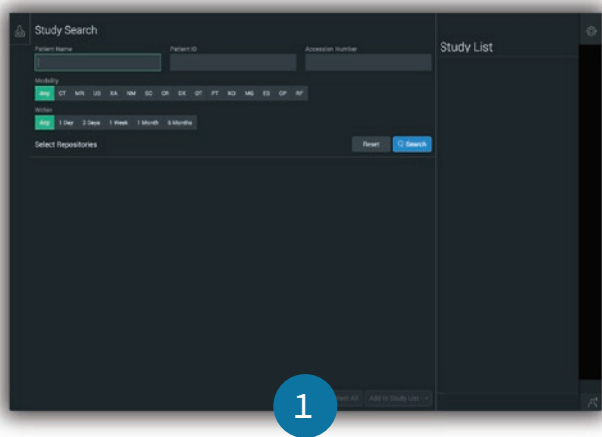 Study Search
Study List
Patient Name Patient ID Accession Number
Modality
Any CT MR US XA NM SC CR DX OT PT KO MG ES OP RF
Within
Any 1 Day 2 Days 1 Week 1 Month 6 Months
Select Repositories Reset Search
Select All Add to Study List →
1